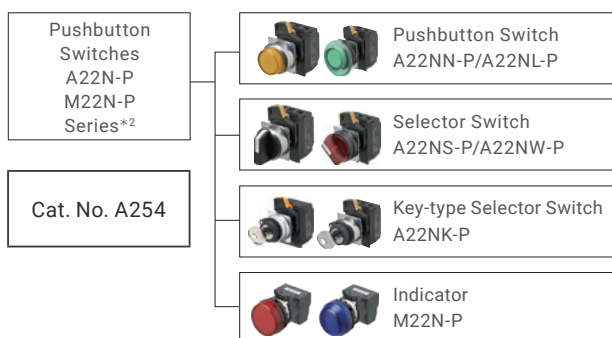 Pushbutton
Switches
A22N-P
M22N-P
Series*2
Cat. No. A254
Pushbutton Switch
A22NN-P/A22NL-P
Selector Switch
A22NS-P/A22NW-P
Key-type Selector Switch
A22NK-P
Indicator
M22N-P